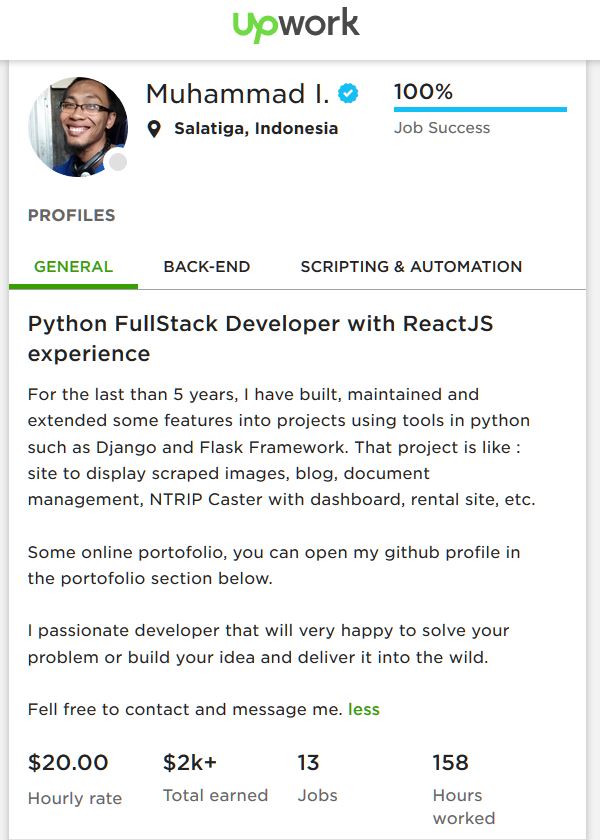 upwork
Muhammad I.
100%
Salatiga, Indonesia
Job Success
PROFILES
GENERAL
BACK-END
SCRIPTING & AUTOMATION
Python FullStack Developer with ReactJS
experience
For the last than 5 years, I have built, maintained and
extended some features into projects using tools in python
such as Django and Flask Framework. That project is like :
site to display scraped images, blog, document
management, NTRIP Caster with dashboard, rental site, etc.
Some online portofolio, you can open my github profile in
the portofolio section below.
I passionate developer that will very happy to solve your
problem or build your idea and deliver it into the wild.
Fell free to contact and message me. less
$20.00
$2k+
13
158
Hourly rate
Total earned
Jobs
Hours
worked